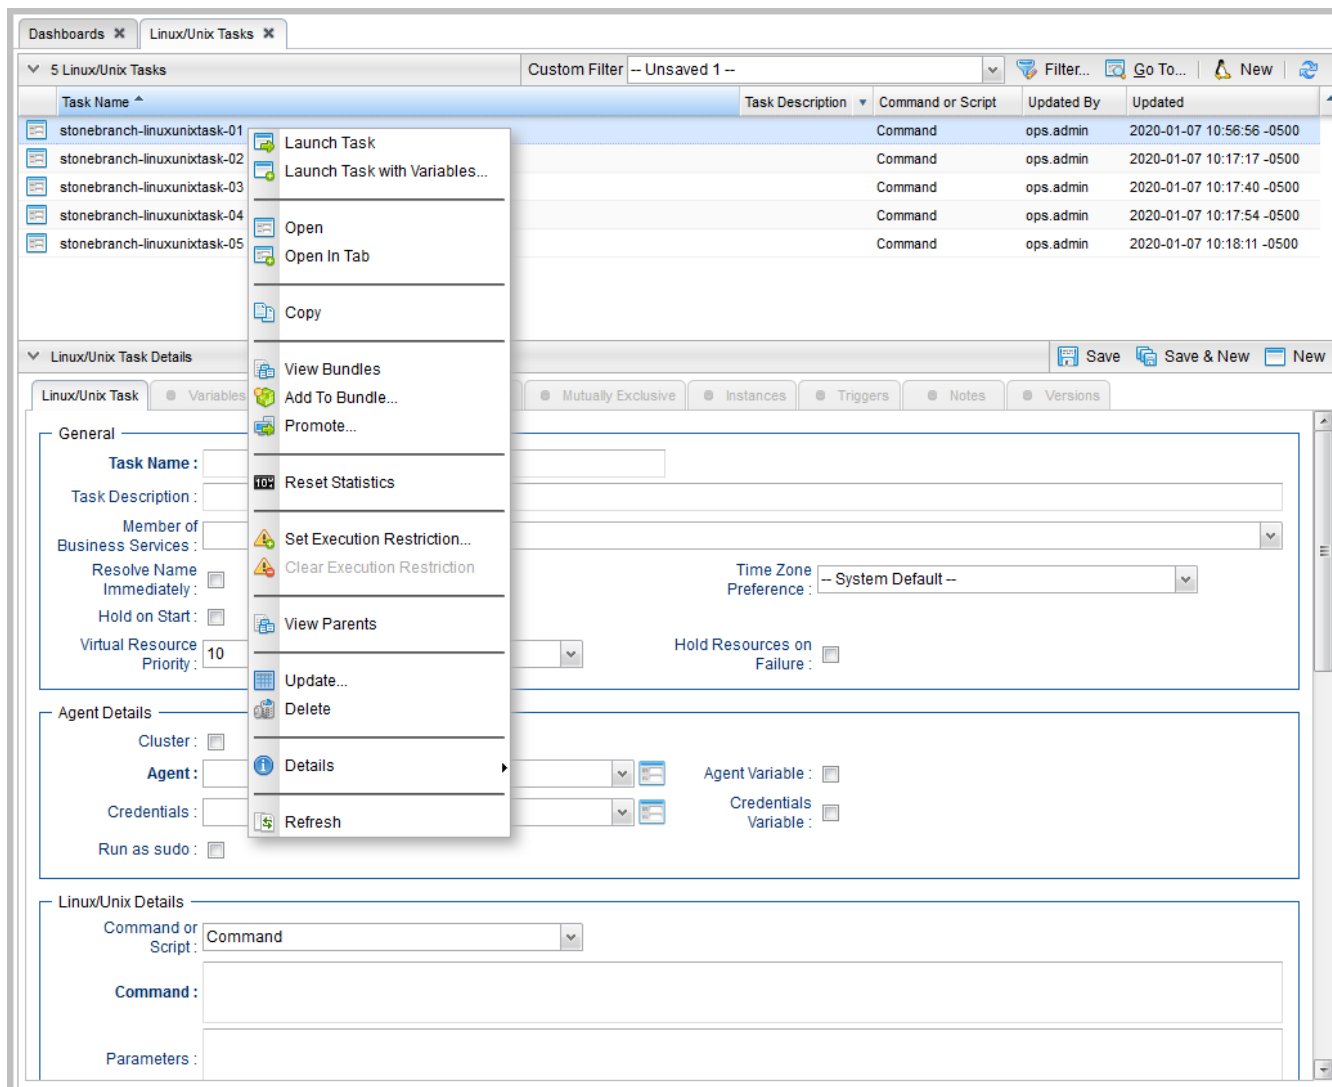 Dashboards Linux/Unix Tasks
5 Linux/Unix Tasks Custom Filter -- Unsaved 1 -- Filter... Go To... New
Task Name Task Description Command or Script Updated By Updated
stonebranch-linuxunixtask-01 Command ops.admin 2020-01-07 10:56:56 -0500
stonebranch-linuxunixtask-02 Command ops.admin 2020-01-07 10:17:17 -0500
stonebranch-linuxunixtask-03 Command ops.admin 2020-01-07 10:17:40 -0500
stonebranch-linuxunixtask-04 Command ops.admin 2020-01-07 10:17:54 -0500
stonebranch-linuxunixtask-05 Command ops.admin 2020-01-07 10:18:11 -0500
Launch Task
Launch Task with Variables...
Open
Open In Tab
Copy
View Bundles
Add To Bundle...
Promote...
Reset Statistics
Set Execution Restriction...
Clear Execution Restriction
View Parents
Update...
Delete
Details
Refresh
Linux/Unix Task Details Save Save & New New
Linux/Unix Task Variables Mutually Exclusive Instances Triggers Notes Versions
General
Task Name :
Task Description :
Member of
Business Services :
Resolve Name
Immediately :
Time Zone
Preference :
-- System Default --
Hold on Start :
Virtual Resource
Priority :
10
Hold Resources on
Failure :
Agent Details
Cluster :
Agent : Agent Variable :
Credentials :
Credentials
Variable :
Run as sudo :
Linux/Unix Details
Command or
Script :
Command
Command :
Parameters :